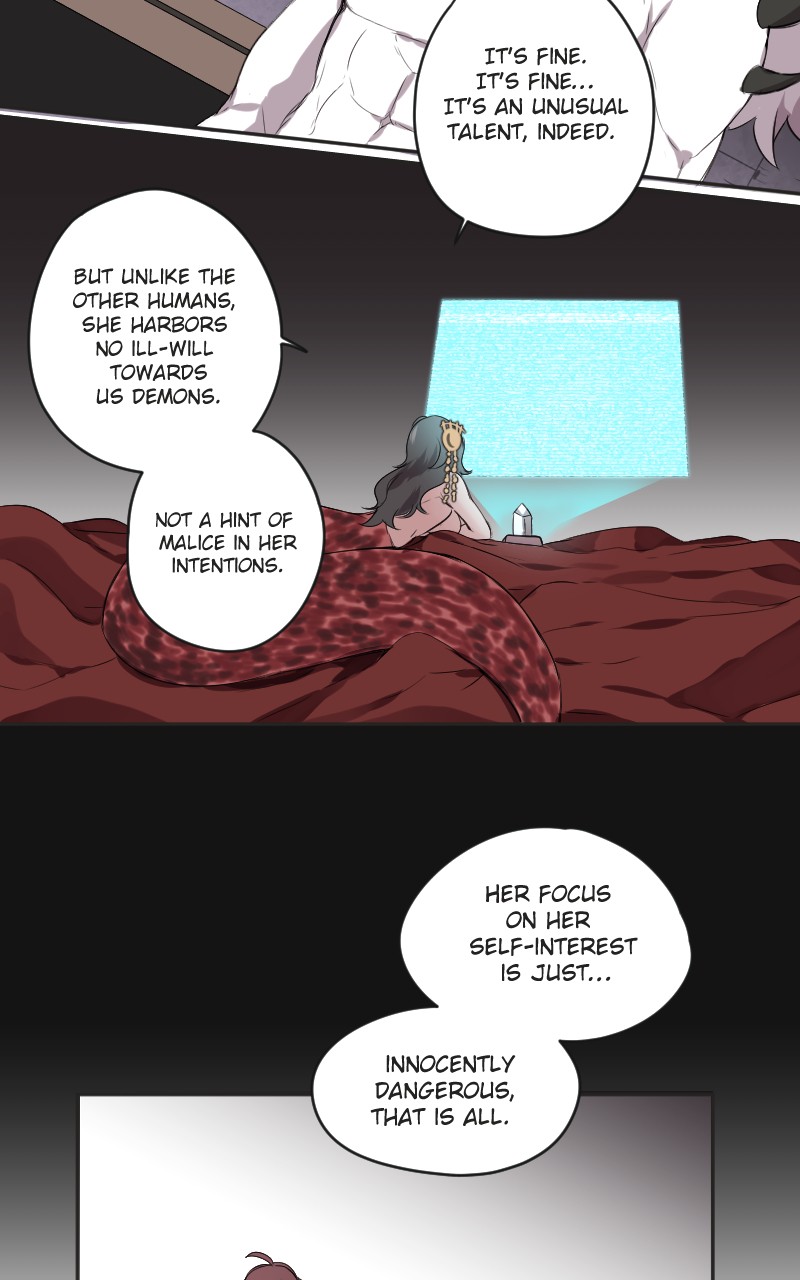 IT'S FINE.
IT'S FINE...
IT'S AN UNUSUAL
TALENT, INDEED.
BUT UNLIKE THE
OTHER HUMANS,
SHE HARBORS
NO ILL-WILL
TOWARDS
US DEMONS.
NOT A HINT OF
MALICE IN HER
INTENTIONS.
HER FOCUS
ON HER
SELF-INTEREST
IS JUST...
INNOCENTLY
DANGEROUS,
THAT IS ALL.